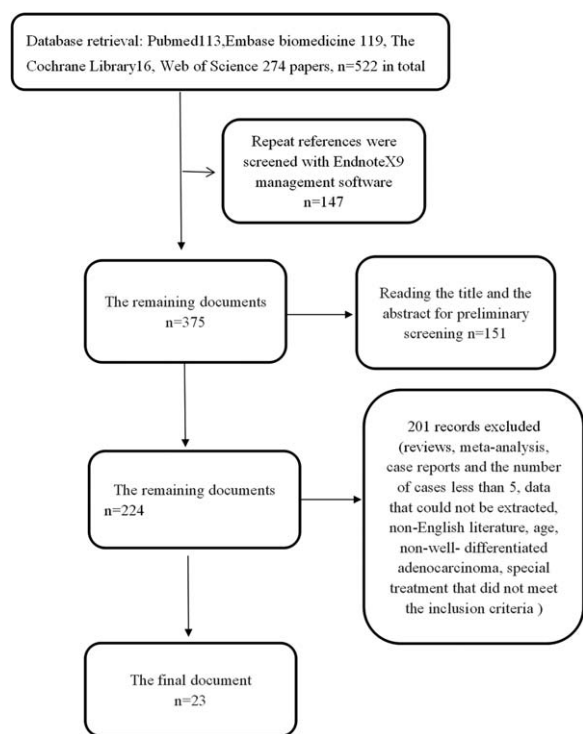 Database retrieval: Pubmed113,Embase biomedicine 119, The
Cochrane Library16, Web of Science 274 papers, n=522 in total
Repeat references were
screened with EndnoteX9
management software
n=147
The remaining documents
n=375
Reading the title and the
abstract for preliminary
screening n=151
The remaining documents
n=224
201 records excluded
(reviews, meta-analysis,
case reports and the number
of cases less than 5, data
that could not be extracted,
non-English literature, age,
non-well- differentiated
adenocarcinoma, special
treatment that did not meet
the inclusion criteria )
The final document
n=23